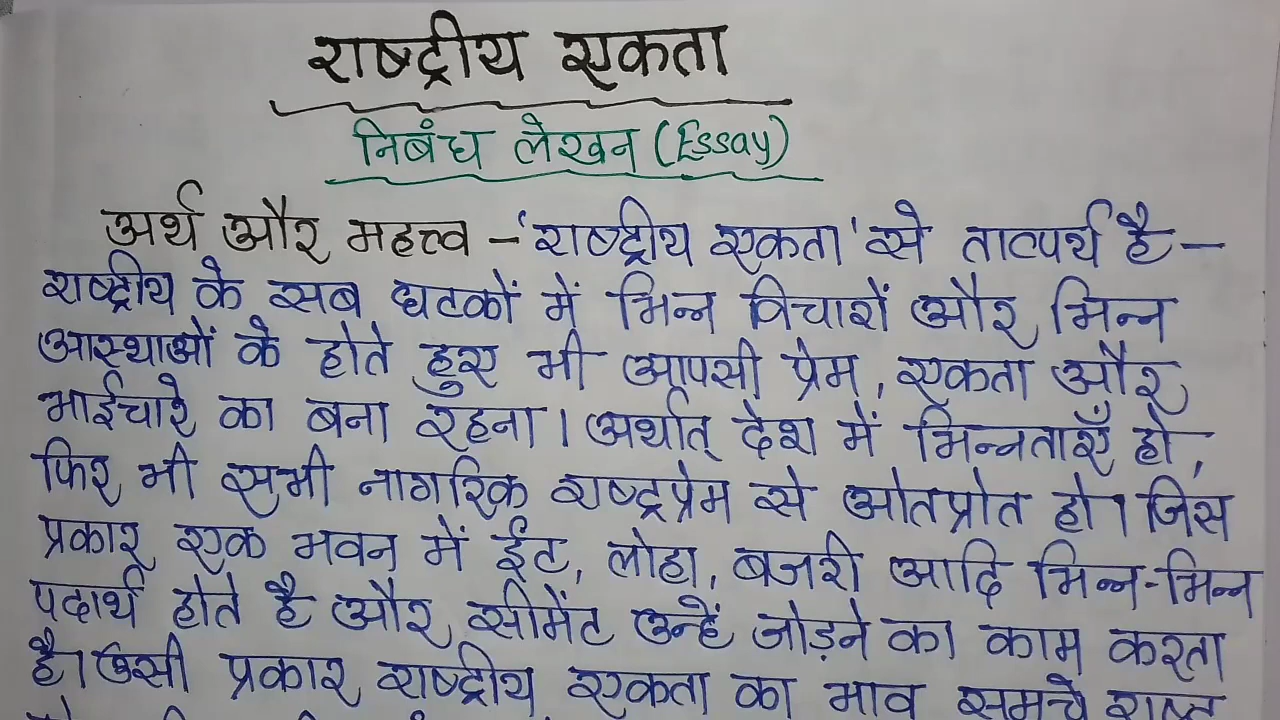 राष्ट्रीय एकता
निबंध लेखन (Essay)
अर्थ और महत्त्व - 'राष्ट्रीय एकता' से तात्पर्य है -
राष्ट्रीय के सब घटकों में भिन्न विचारों और भिन्न
आस्थाओं के होते हुए भी आपसी प्रेम, एकता और
भाईचारे का बना रहना। अर्थात् देश में भिन्नताएँ हो,
फिर भी सभी नागरिक राष्ट्रप्रेम से ओतप्रोत हो। जिस
प्रकार एक भवन में ईंट, लोहा, बजरी आदि भिन्न-भिन्न
पदार्थ होते है और सीमेंट उन्हें जोड़ने का काम करता
है। उसी प्रकार राष्ट्रीय एकता का भाव समूचे राष्ट्र